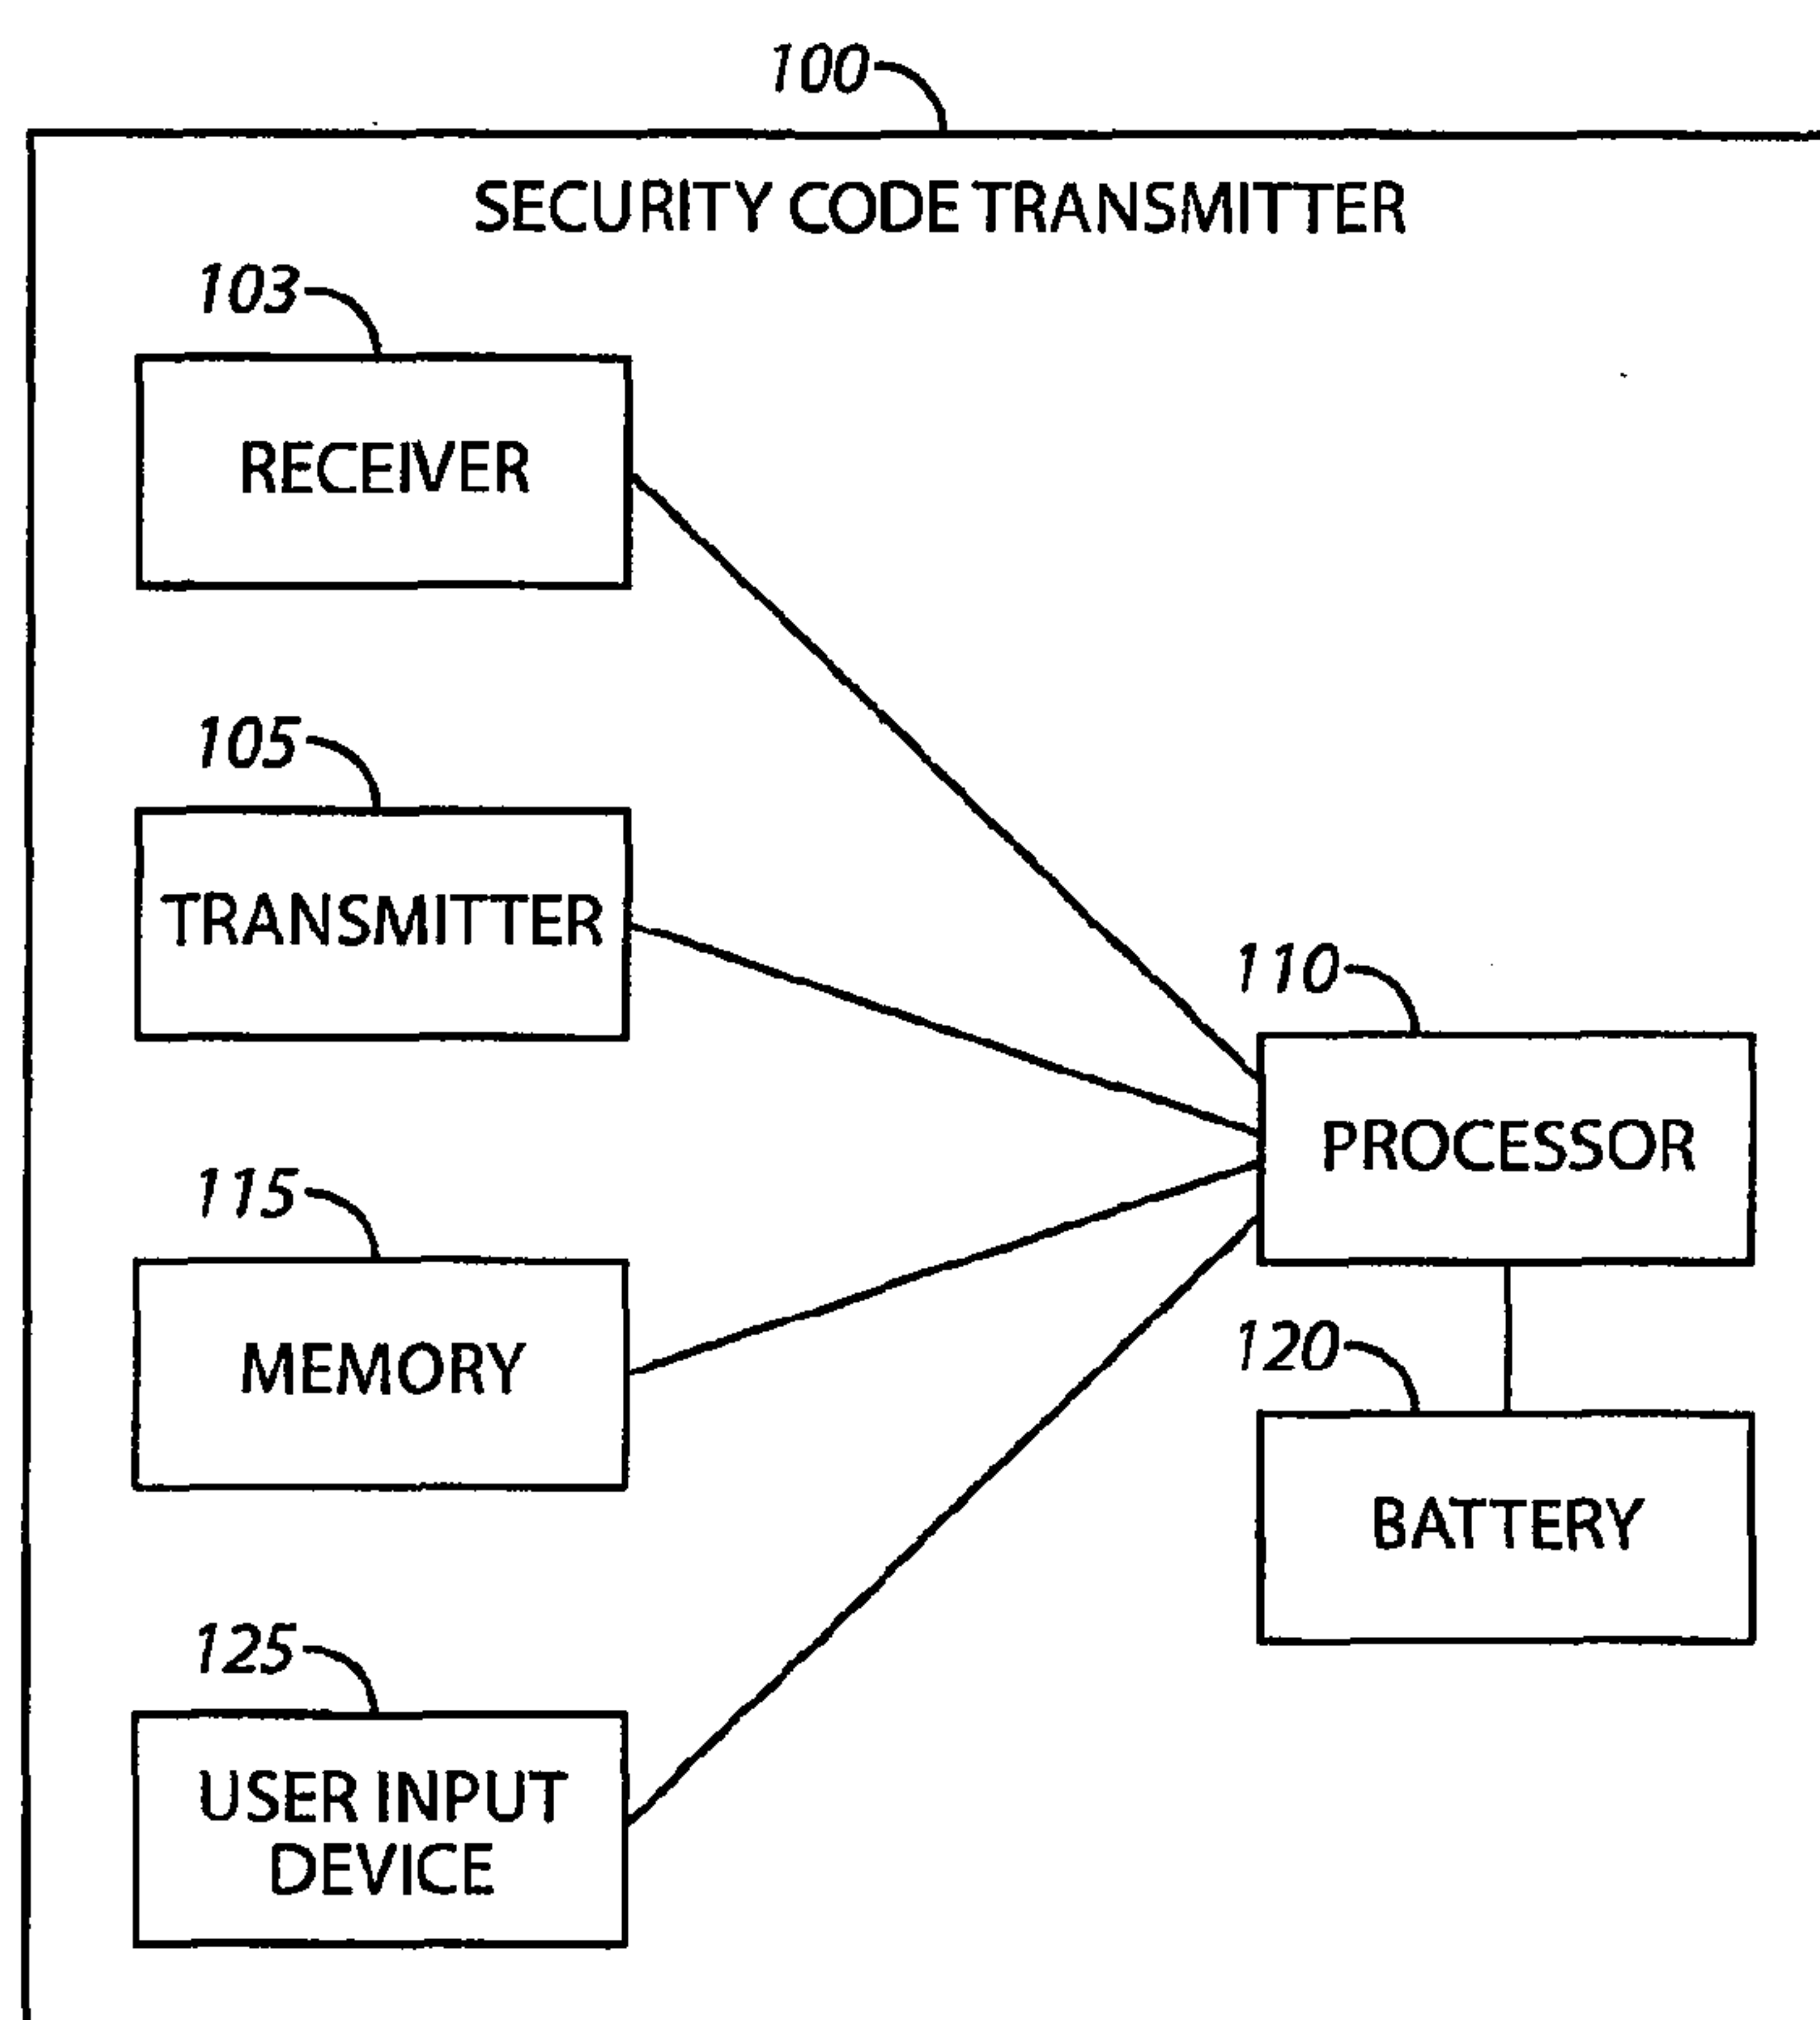 100
SECURITY CODE TRANSMITTER
103
RECEIVER
105
TRANSMITTER
110
PROCESSOR
115
MEMORY
120
BATTERY
125
USER INPUT
DEVICE